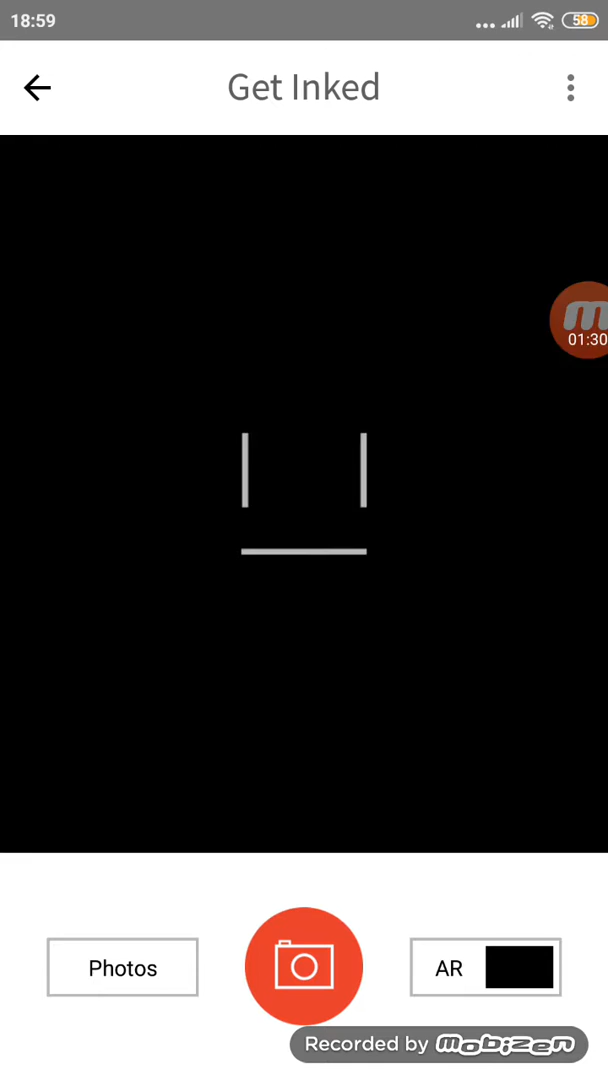 18:59
58
Get Inked
m
01:30
Photos
AR
Recorded by mobizen